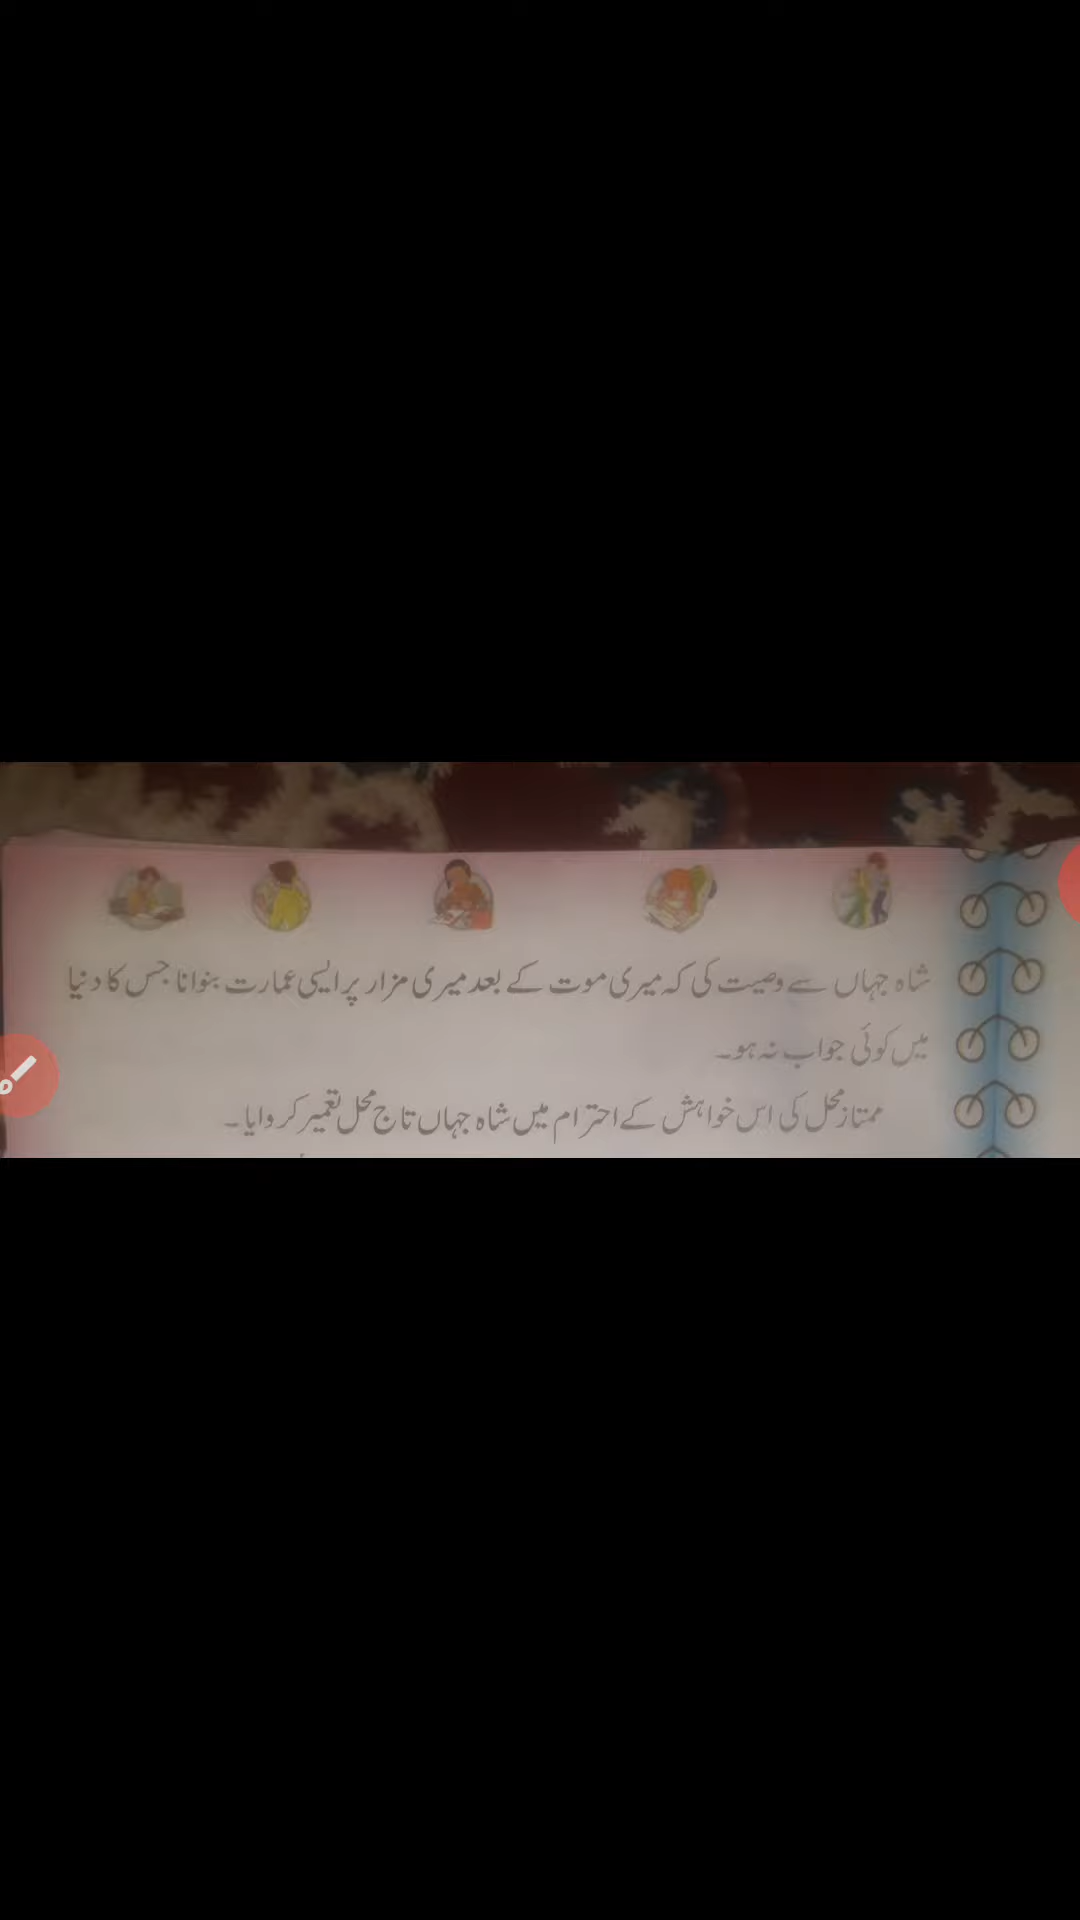 شاہ جہاں سے وصیت کی کہ میری موت کے بعد میری مزار پر ایسی عمارت بنوانا جس کا دنیا
میں کوئی جواب نہ ہو۔
ممتاز محل کی اس خواہش کے احترام میں شاہ جہاں تاج محل تعمیر کروایا۔